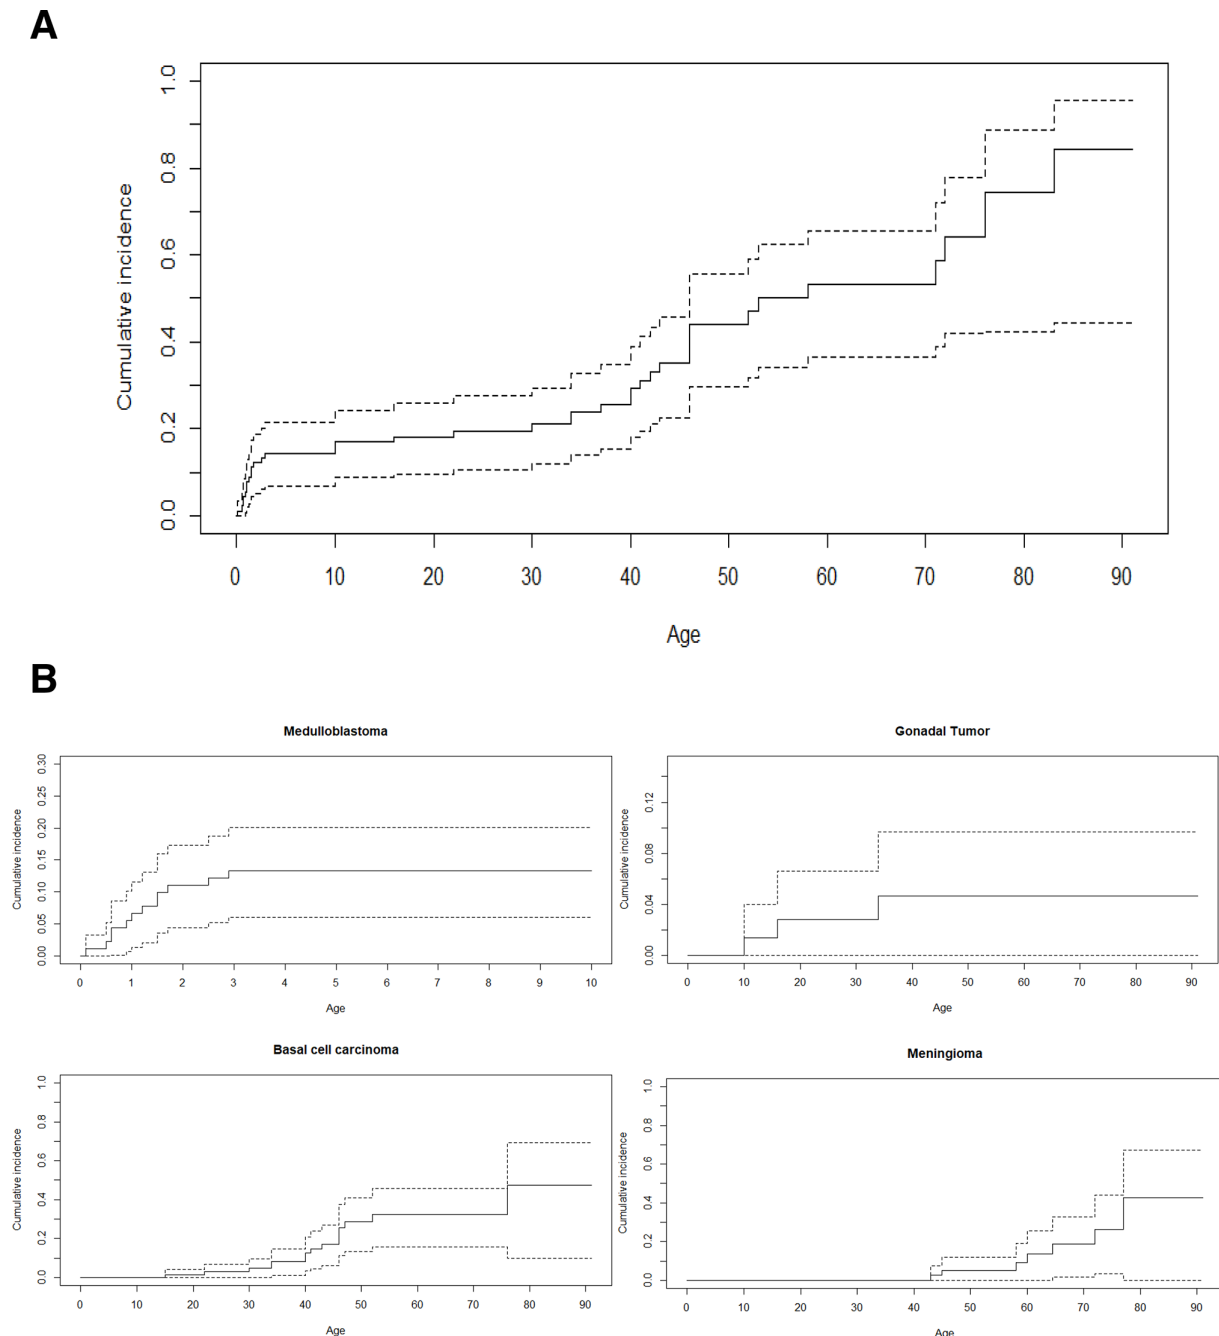 A
Cumulative incidence
1.0
0.8
0.6
0.4
0.2
0.0
0 10 20 30 40 50 60 70 80 90
Age
B
Medulloblastoma
Cumulative incidence
0.30
0.25
0.20
0.15
0.10
0.05
0.00
0 1 2 3 4 5 6 7 8 9 10
Age
Gonadal Tumor
Cumulative incidence
0.12
0.08
0.04
0.00
0 10 20 30 40 50 60 70 80 90
Age
Basal cell carcinoma
Cumulative incidence
1.0
0.8
0.6
0.4
0.2
0.0
0 10 20 30 40 50 60 70 80 90
Age
Meningioma
Cumulative incidence
1.0
0.8
0.6
0.4
0.2
0.0
0 10 20 30 40 50 60 70 80 90
Age